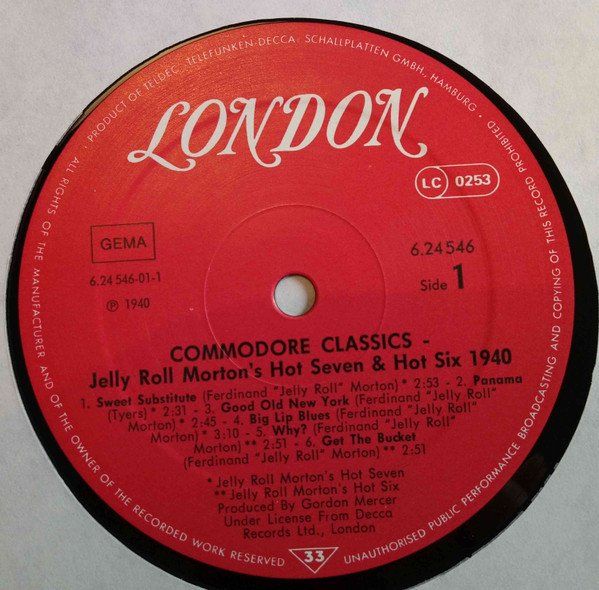 · PRODUCT OF TELDEC »TELEFUNKEN-DECCA« SCHALLPLATTEN GMBH, HAMBURG ·
LONDON
LC 0253
GEMA
6.24 546
6.24 546-01-1
Side 1
℗ 1940
COMMODORE CLASSICS -
Jelly Roll Morton's Hot Seven & Hot Six 1940
1. Sweet Substitute (Ferdinand "Jelly Roll" Morton)* 2:53 - 2. Panama
(Tyers)* 2:31 - 3. Good Old New York (Ferdinand "Jelly Roll"
Morton)* 2:45 - 4. Big Lip Blues (Ferdinand "Jelly Roll"
Morton)* 3:10 - 5. Why? (Ferdinand "Jelly Roll"
Morton)** 2:51 - 6. Get The Bucket
(Ferdinand "Jelly Roll" Morton)** 2:51
* Jelly Roll Morton's Hot Seven
** Jelly Roll Morton's Hot Six
Produced By Gordon Mercer
Under License From Decca
Records Ltd., London
33
ALL RIGHTS OF THE MANUFACTURER AND OF THE OWNER OF THE RECORDED WORK RESERVED
UNAUTHORISED PUBLIC PERFORMANCE BROADCASTING AND COPYING OF THIS RECORD PROHIBITED